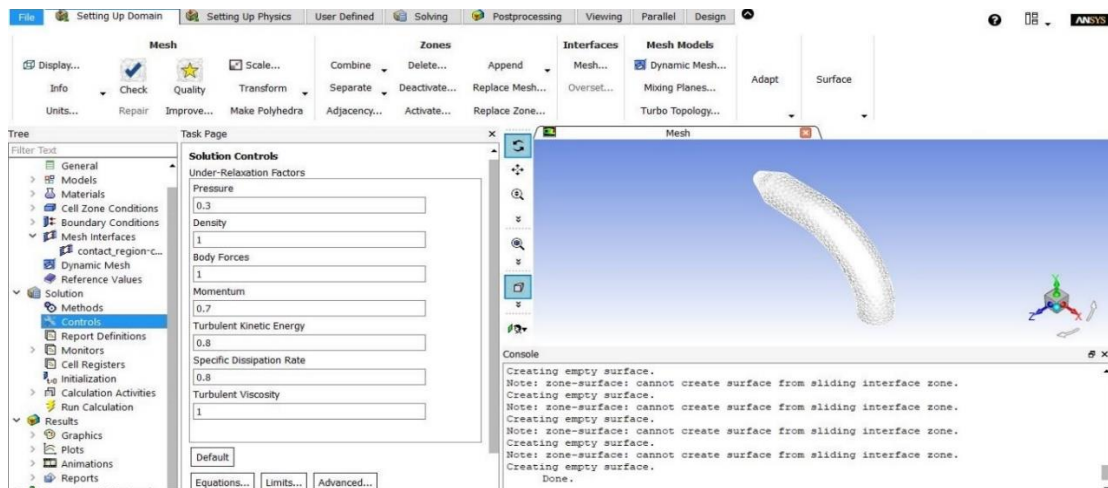 File Setting Up Domain Setting Up Physics User Defined Solving Postprocessing Viewing Parallel Design ANSYS
Mesh Zones Interfaces Mesh Models
Display... Scale... Combine Delete... Append Mesh... Dynamic Mesh...
Info Check Quality Transform Separate Deactivate... Replace Mesh... Overset... Mixing Planes... Adapt Surface
Units... Repair Improve... Make Polyhedra Adjacency... Activate... Replace Zone... Turbo Topology...
Tree
Filter Text
General
Models
Materials
Cell Zone Conditions
Boundary Conditions
Mesh Interfaces
contact_region-c...
Dynamic Mesh
Reference Values
Solution
Methods
Controls
Report Definitions
Monitors
Cell Registers
Initialization
Calculation Activities
Run Calculation
Results
Graphics
Plots
Animations
Reports
Task Page
Solution Controls
Under-Relaxation Factors
Pressure
0.3
Density
1
Body Forces
1
Momentum
0.7
Turbulent Kinetic Energy
0.8
Specific Dissipation Rate
0.8
Turbulent Viscosity
1
Default
Equations... Limits... Advanced...
Mesh
Y
Z X
Console
Creating empty surface.
Note: zone-surface: cannot create surface from sliding interface zone.
Creating empty surface.
Note: zone-surface: cannot create surface from sliding interface zone.
Creating empty surface.
Note: zone-surface: cannot create surface from sliding interface zone.
Creating empty surface.
Note: zone-surface: cannot create surface from sliding interface zone.
Creating empty surface.
Done.